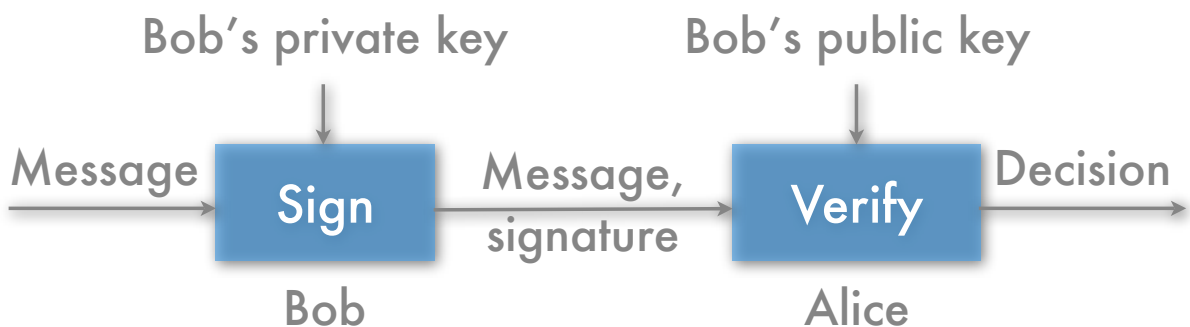 Bob's private key
Bob's public key
Message
Sign
Message,
signature
Verify
Decision
Bob
Alice